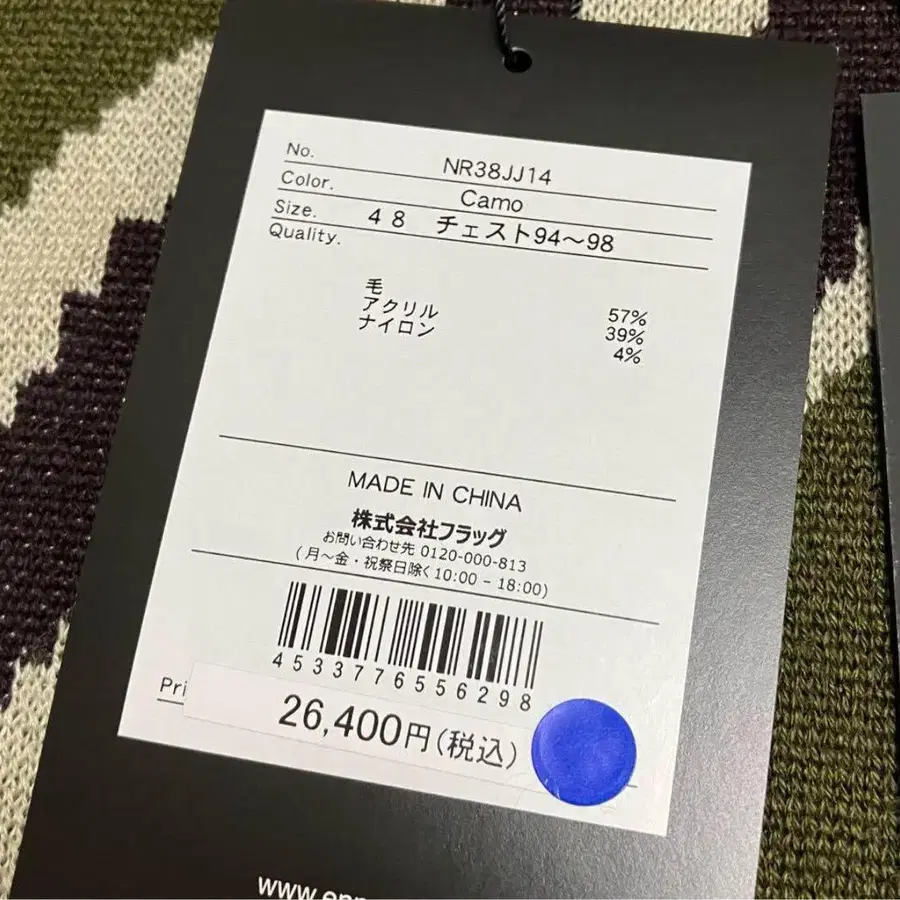 No. NR38JJ14
Color. Camo
Size. 48 チェスト94～98
Quality.
毛 57%
アクリル 39%
ナイロン 4%
MADE IN CHINA
株式会社フラッグ
お問い合わせ先 0120-000-813
(月～金・祝祭日除く10:00 - 18:00)
4533776556298
26,400円(税込)